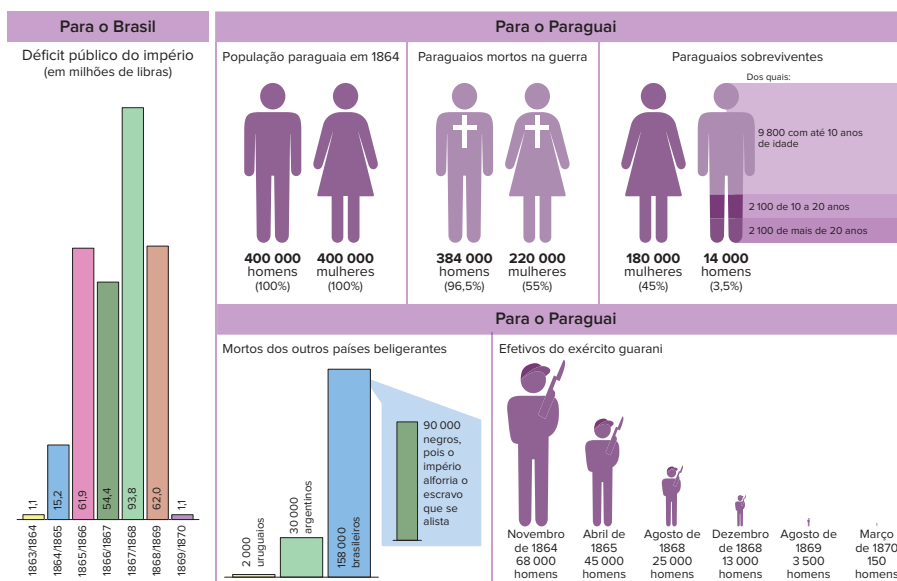 Para o Brasil
Déficit público do império
(em milhões de libras)
1,1
15,2
61,9
54,4
93,8
62,0
1,1
1863/1864
1864/1865
1865/1866
1866/1867
1867/1868
1868/1869
1869/1870
Para o Paraguai
População paraguaia em 1864
400 000
homens
(100%)
400 000
mulheres
(100%)
Paraguaios mortos na guerra
384 000
homens
(96,5%)
220 000
mulheres
(55%)
Paraguaios sobreviventes
Dos quais:
9 800 com até 10 anos
de idade
2 100 de 10 a 20 anos
2 100 de mais de 20 anos
180 000
mulheres
(45%)
14 000
homens
(3,5%)
Para o Paraguai
Mortos dos outros países beligerantes
2 000
uruguaios
30 000
argentinos
158 000
brasileiros
90 000
negros,
pois o
império
alforria o
escravo
que se
alista
Efetivos do exército guarani
Novembro
de 1864
68 000
homens
Abril de
1865
45 000
homens
Agosto de
1868
25 000
homens
Dezembro
de 1868
13 000
homens
Agosto de
1869
3 500
homens
Março
de 1870
150
homens